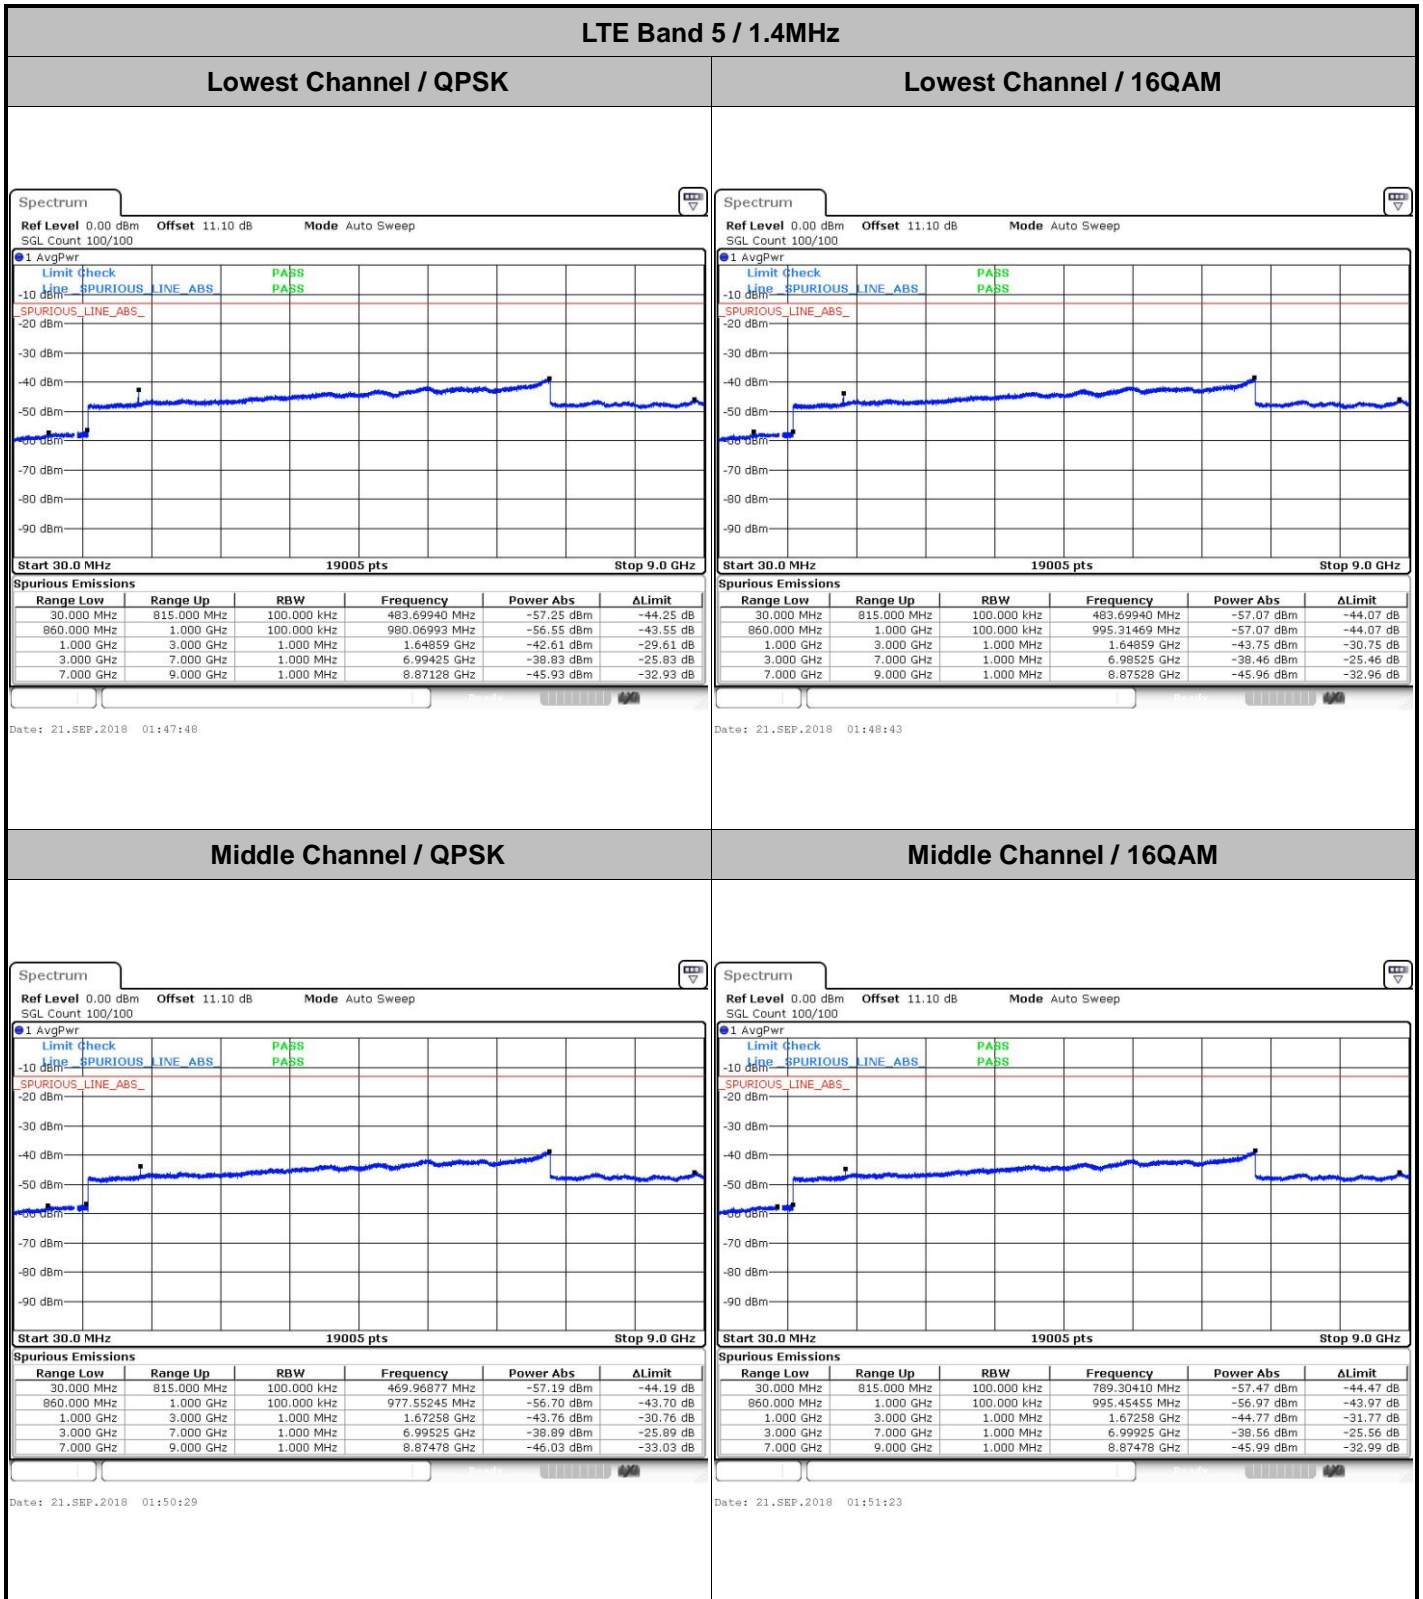 LTE Band 5 / 1.4MHz
Lowest Channel / QPSK
Lowest Channel / 16QAM
Spectrum
Ref Level 0.00 dBm Offset 11.10 dB Mode Auto Sweep
SGL Count 100/100
1 AvgPwr
Limit Check PASS
-10 dBm Line _SPURIOUS_LINE_ABS_ PASS
_SPURIOUS_LINE_ABS_
-20 dBm
-30 dBm
-40 dBm
-50 dBm
-60 dBm
-70 dBm
-80 dBm
-90 dBm
Start 30.0 MHz 19005 pts Stop 9.0 GHz
Spurious Emissions
Range Low Range Up RBW Frequency Power Abs ΔLimit
30.000 MHz 815.000 MHz 100.000 kHz 483.69940 MHz -57.25 dBm -44.25 dB
860.000 MHz 1.000 GHz 100.000 kHz 980.06993 MHz -56.55 dBm -43.55 dB
1.000 GHz 3.000 GHz 1.000 MHz 1.64859 GHz -42.61 dBm -29.61 dB
3.000 GHz 7.000 GHz 1.000 MHz 6.99425 GHz -38.83 dBm -25.83 dB
7.000 GHz 9.000 GHz 1.000 MHz 8.87128 GHz -45.93 dBm -32.93 dB
Date: 21.SEP.2018 01:47:48
Spectrum
Ref Level 0.00 dBm Offset 11.10 dB Mode Auto Sweep
SGL Count 100/100
1 AvgPwr
Limit Check PASS
-10 dBm Line _SPURIOUS_LINE_ABS_ PASS
_SPURIOUS_LINE_ABS_
-20 dBm
-30 dBm
-40 dBm
-50 dBm
-60 dBm
-70 dBm
-80 dBm
-90 dBm
Start 30.0 MHz 19005 pts Stop 9.0 GHz
Spurious Emissions
Range Low Range Up RBW Frequency Power Abs ΔLimit
30.000 MHz 815.000 MHz 100.000 kHz 483.69940 MHz -57.07 dBm -44.07 dB
860.000 MHz 1.000 GHz 100.000 kHz 995.31469 MHz -57.07 dBm -44.07 dB
1.000 GHz 3.000 GHz 1.000 MHz 1.64859 GHz -43.75 dBm -30.75 dB
3.000 GHz 7.000 GHz 1.000 MHz 6.98525 GHz -38.46 dBm -25.46 dB
7.000 GHz 9.000 GHz 1.000 MHz 8.87528 GHz -45.96 dBm -32.96 dB
Date: 21.SEP.2018 01:48:43
Middle Channel / QPSK
Middle Channel / 16QAM
Spectrum
Ref Level 0.00 dBm Offset 11.10 dB Mode Auto Sweep
SGL Count 100/100
1 AvgPwr
Limit Check PASS
-10 dBm Line _SPURIOUS_LINE_ABS_ PASS
_SPURIOUS_LINE_ABS_
-20 dBm
-30 dBm
-40 dBm
-50 dBm
-60 dBm
-70 dBm
-80 dBm
-90 dBm
Start 30.0 MHz 19005 pts Stop 9.0 GHz
Spurious Emissions
Range Low Range Up RBW Frequency Power Abs ΔLimit
30.000 MHz 815.000 MHz 100.000 kHz 469.96877 MHz -57.19 dBm -44.19 dB
860.000 MHz 1.000 GHz 100.000 kHz 977.55245 MHz -56.70 dBm -43.70 dB
1.000 GHz 3.000 GHz 1.000 MHz 1.67258 GHz -43.76 dBm -30.76 dB
3.000 GHz 7.000 GHz 1.000 MHz 6.99525 GHz -38.89 dBm -25.89 dB
7.000 GHz 9.000 GHz 1.000 MHz 8.87478 GHz -46.03 dBm -33.03 dB
Date: 21.SEP.2018 01:50:29
Spectrum
Ref Level 0.00 dBm Offset 11.10 dB Mode Auto Sweep
SGL Count 100/100
1 AvgPwr
Limit Check PASS
-10 dBm Line _SPURIOUS_LINE_ABS_ PASS
_SPURIOUS_LINE_ABS_
-20 dBm
-30 dBm
-40 dBm
-50 dBm
-60 dBm
-70 dBm
-80 dBm
-90 dBm
Start 30.0 MHz 19005 pts Stop 9.0 GHz
Spurious Emissions
Range Low Range Up RBW Frequency Power Abs ΔLimit
30.000 MHz 815.000 MHz 100.000 kHz 789.30410 MHz -57.47 dBm -44.47 dB
860.000 MHz 1.000 GHz 100.000 kHz 995.45455 MHz -56.97 dBm -43.97 dB
1.000 GHz 3.000 GHz 1.000 MHz 1.67258 GHz -44.77 dBm -31.77 dB
3.000 GHz 7.000 GHz 1.000 MHz 6.99925 GHz -38.56 dBm -25.56 dB
7.000 GHz 9.000 GHz 1.000 MHz 8.87478 GHz -45.99 dBm -32.99 dB
Date: 21.SEP.2018 01:51:23